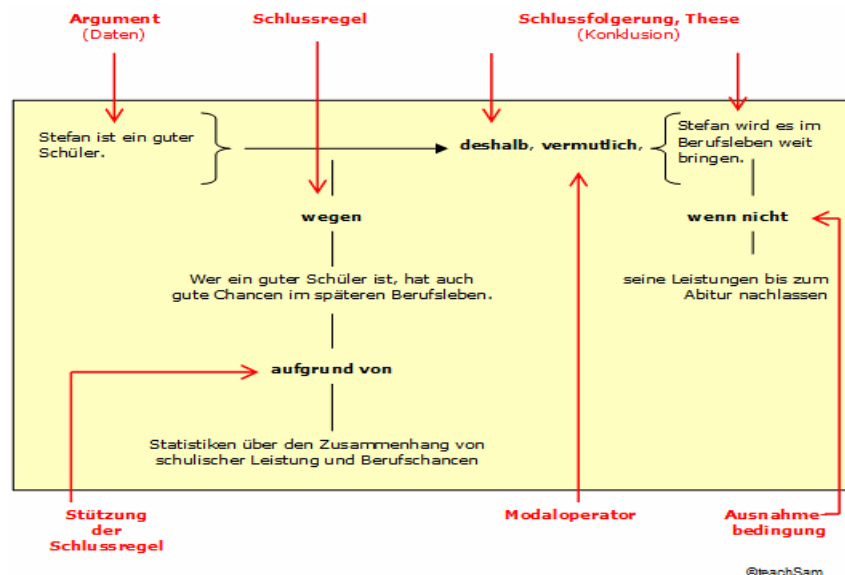 Argument
(Daten)
Schlussregel
Schlussfolgerung, These
(Konklusion)
Stefan ist ein guter
Schüler.
deshalb, vermutlich,
Stefan wird es im
Berufsleben weit
bringen.
wegen
wenn nicht
Wer ein guter Schüler ist, hat auch
gute Chancen im späteren Berufsleben.
seine Leistungen bis zum
Abitur nachlassen
aufgrund von
Statistiken über den Zusammenhang von
schulischer Leistung und Berufschancen
Stützung
der
Schlussregel
Modaloperator
Ausnahme-
bedingung
©teachSam